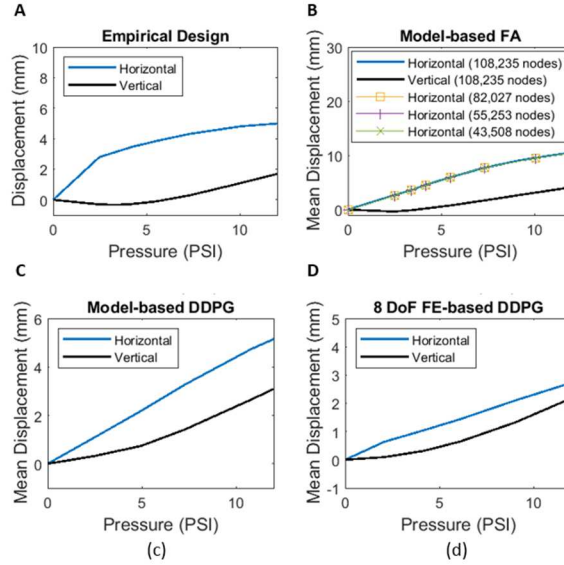 A
Empirical Design
10
8
6
4
2
0
Displacement (mm)
Horizontal
Vertical
0
5
10
Pressure (PSI)
B
Model-based FA
30
20
10
0
Mean Displacement (mm)
Horizontal (108,235 nodes)
Vertical (108,235 nodes)
Horizontal (82,027 nodes)
Horizontal (55,253 nodes)
Horizontal (43,508 nodes)
0
5
10
Pressure (PSI)
C
Model-based DDPG
6
4
2
0
Mean Displacement (mm)
Horizontal
Vertical
0
5
10
Pressure (PSI)
(c)
D
8 DoF FE-based DDPG
5
4
3
2
1
0
-1
Mean Displacement (mm)
Horizontal
Vertical
0
5
10
Pressure (PSI)
(d)